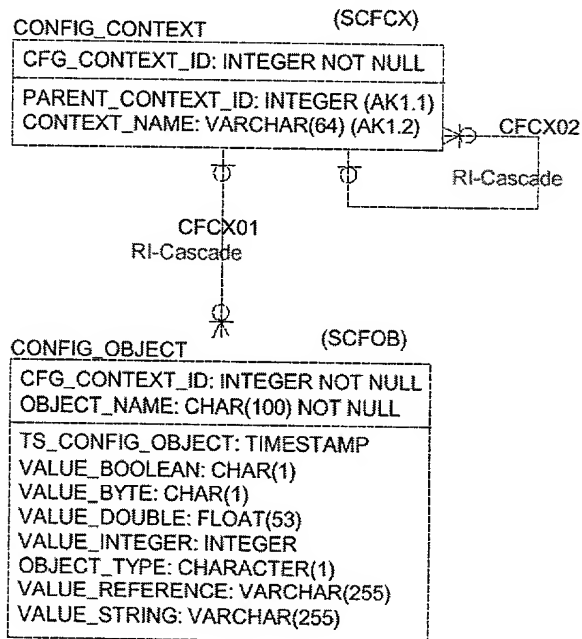 CONFIG_CONTEXT (SCFCX)
CFG_CONTEXT_ID: INTEGER NOT NULL
PARENT_CONTEXT_ID: INTEGER (AK1.1)
CONTEXT_NAME: VARCHAR(64) (AK1.2)
CFCX02
RI-Cascade
CFCX01
RI-Cascade
CONFIG_OBJECT (SCFOB)
CFG_CONTEXT_ID: INTEGER NOT NULL
OBJECT_NAME: CHAR(100) NOT NULL
TS_CONFIG_OBJECT: TIMESTAMP
VALUE_BOOLEAN: CHAR(1)
VALUE_BYTE: CHAR(1)
VALUE_DOUBLE: FLOAT(53)
VALUE_INTEGER: INTEGER
OBJECT_TYPE: CHARACTER(1)
VALUE_REFERENCE: VARCHAR(255)
VALUE_STRING: VARCHAR(255)